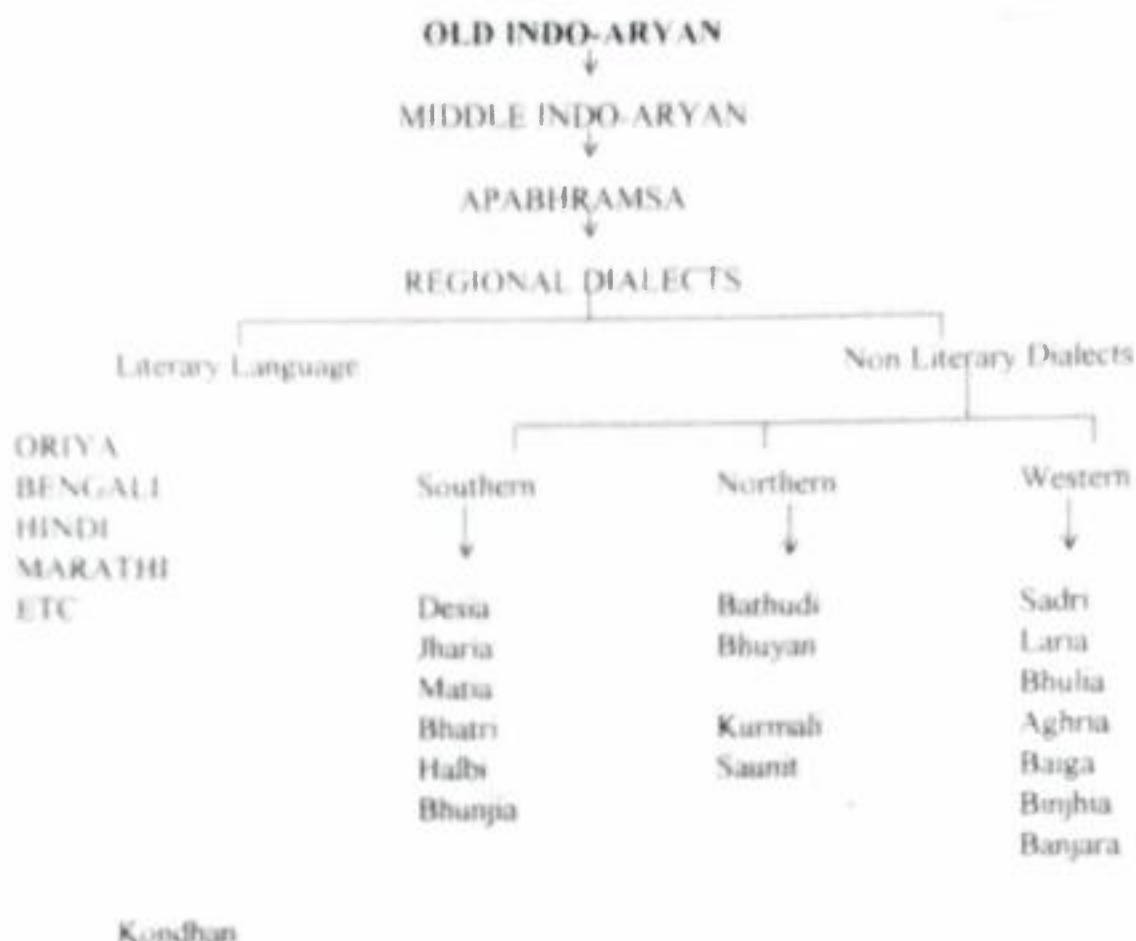 OLD INDO-ARYAN
MIDDLE INDO-ARYAN
APABHRAMSA
REGIONAL DIALECTS
Literary Language
Non Literary Dialects
ORIYA
BENGALI
HINDI
MARATHI
ETC
Southern
Desia
Jharia
Matia
Bhatri
Halbi
Bhunjia
Northern
Bathudi
Bhuyan
Kurmali
Saunti
Western
Sadri
Laria
Bhulia
Aghria
Baiga
Binjhia
Banjara
Kondhan